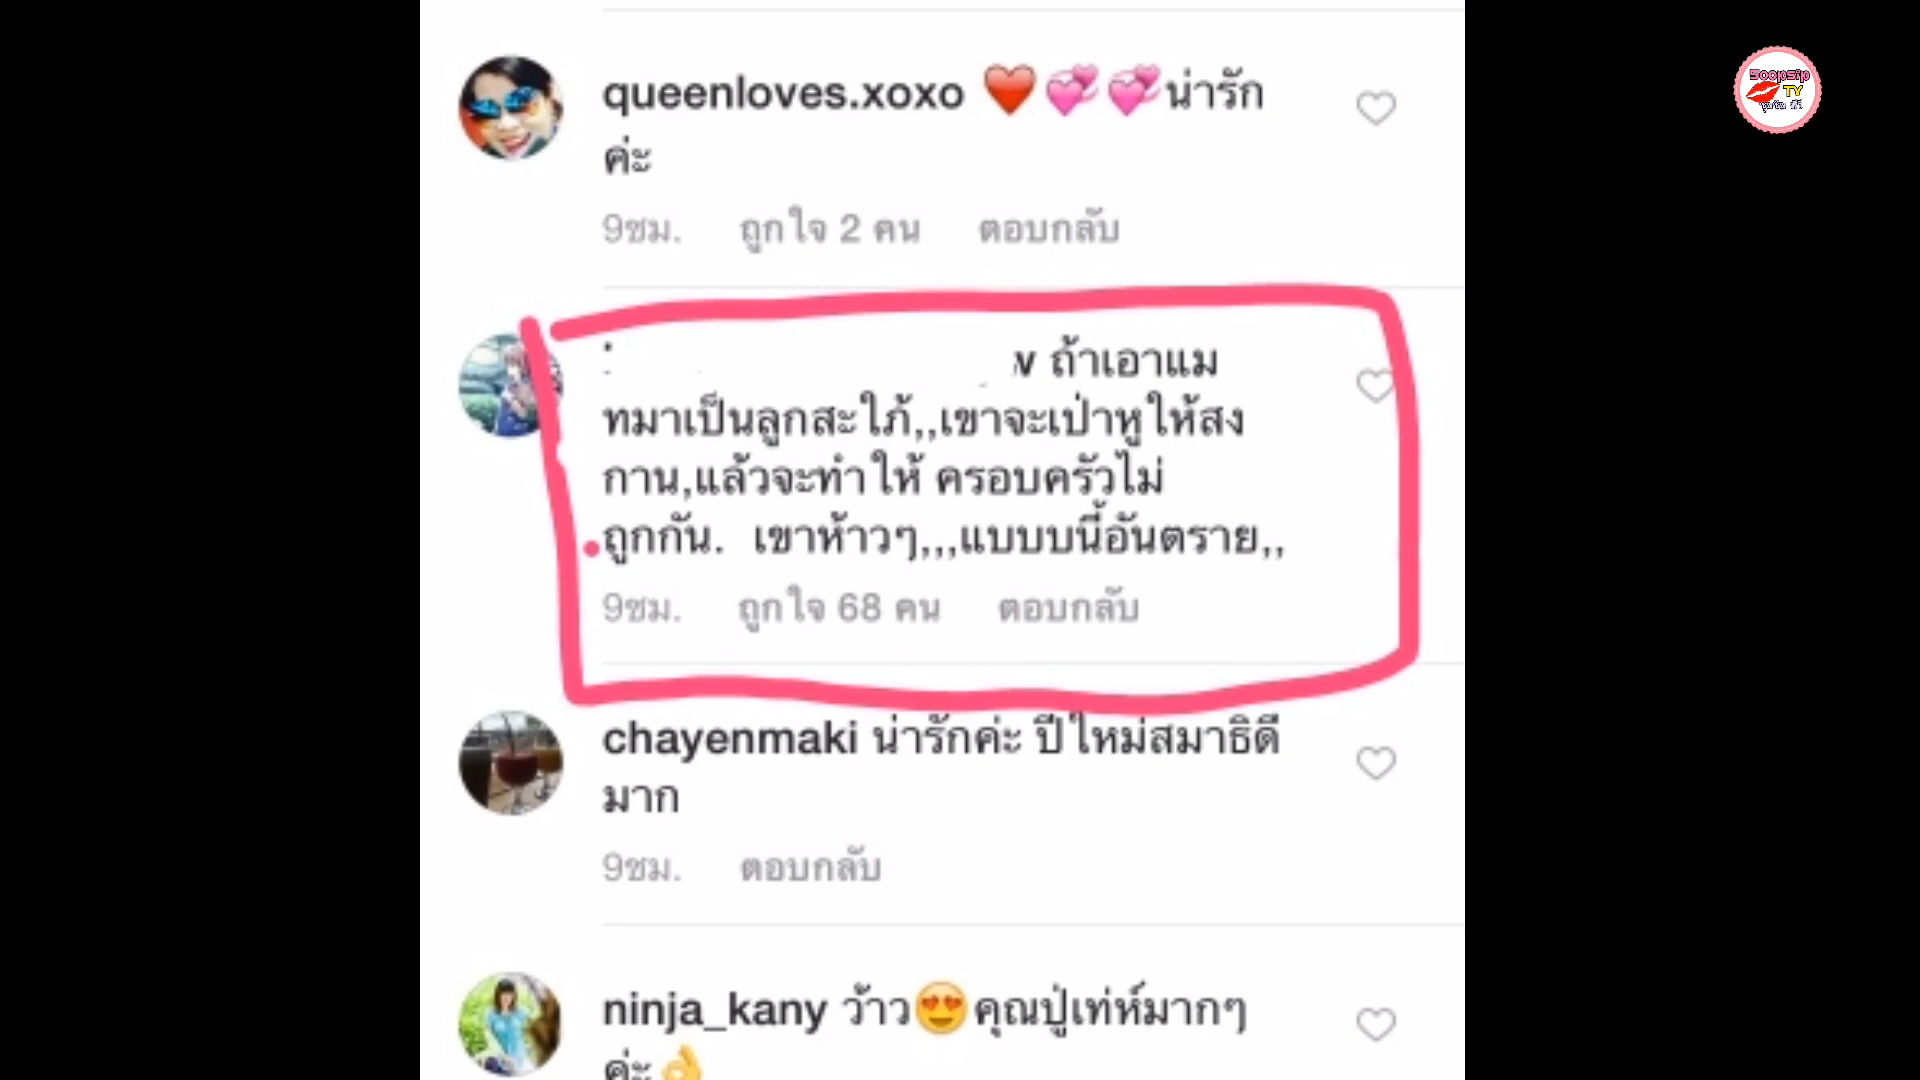 Soopsip
TV
queenloves.xoxo ❤️💞💞น่ารัก
ค่ะ
9ชม. ถูกใจ 2 คน ตอบกลับ
ถ้าเอาแม
ทมาเป็นลูกสะใภ้,,เขาจะเป่าหูให้สง
กาน,แล้วจะทำให้ ครอบครัวไม่
ถูกกัน. เขาห้าวๆ,,,แบบบนี้อันตราย,,
9ชม. ถูกใจ 68 คน ตอบกลับ
chayenmaki น่ารักค่ะ ปีใหม่สมาธิดี
มาก
9ชม. ตอบกลับ
ninja_kany ว้าว😍คุณปู่เท่ห์มากๆ
ค่ะ👌